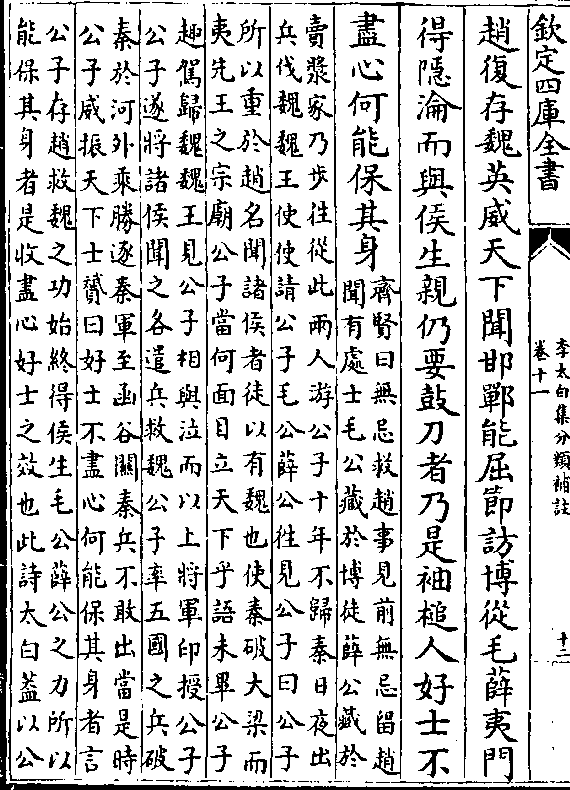 欽定四庫全書
李太白集分類補註
卷十一
十二
趙復存魏英威天下聞邯鄲能屈節訪博從毛薛夷門
得隱淪而與侯生親仍要鼓刀者乃是袖槌人好士不
盡心何能保其身
齊賢曰無忌救趙事見前無忌留趙
聞有處士毛公藏於博徒薛公藏於
賣漿家乃步往從此兩人游公子十年不歸秦日夜出
兵伐魏魏王使使請公子毛公薛公往見公子曰公子
所以重於趙名聞諸侯者徒以有魏也使秦破大梁而
夷先王之宗廟公子當何面目立天下乎語未畢公子
趣駕歸魏魏王見公子相與泣而以上將軍印授公子
公子遂將諸侯聞之各遣兵救魏公子率五國之兵破
秦於河外乘勝逐秦軍至函谷關秦兵不敢出當是時
公子威振天下士贇曰好士不盡心何能保其身者言
公子存趙救魏之功始終得侯生毛公薛公之力所以
能保其身者是收盡心好士之效也此詩太白蓋以公